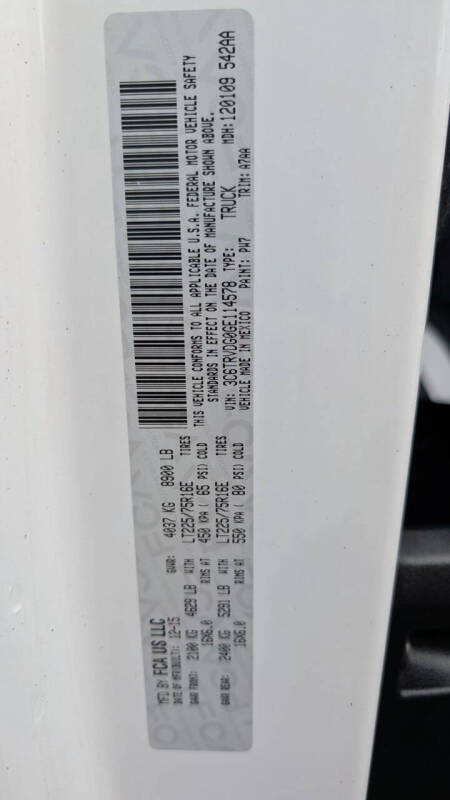 MFD BY FCA US LLC
DATE OF MFR(BUILT): 12-15 GVWR: 4037 KG 8900 LB
GAWR FRONT: 2100 KG 4629 LB WITH LT225/75R16E TIRES
16X6.0 RIMS AT 450 KPA ( 65 PSI) COLD
GAWR REAR: 2400 KG 5291 LB WITH LT225/75R16E TIRES
16X6.0 RIMS AT 550 KPA ( 80 PSI) COLD
THIS VEHICLE CONFORMS TO ALL APPLICABLE U.S.A. FEDERAL MOTOR VEHICLE SAFETY
STANDARDS IN EFFECT ON THE DATE OF MANUFACTURE SHOWN ABOVE.
VIN: 3C6TRVDG0GE114578 TYPE: TRUCK MDH: 120109 542AA
VEHICLE MADE IN MEXICO PAINT: PW7 TRIM: A7AA